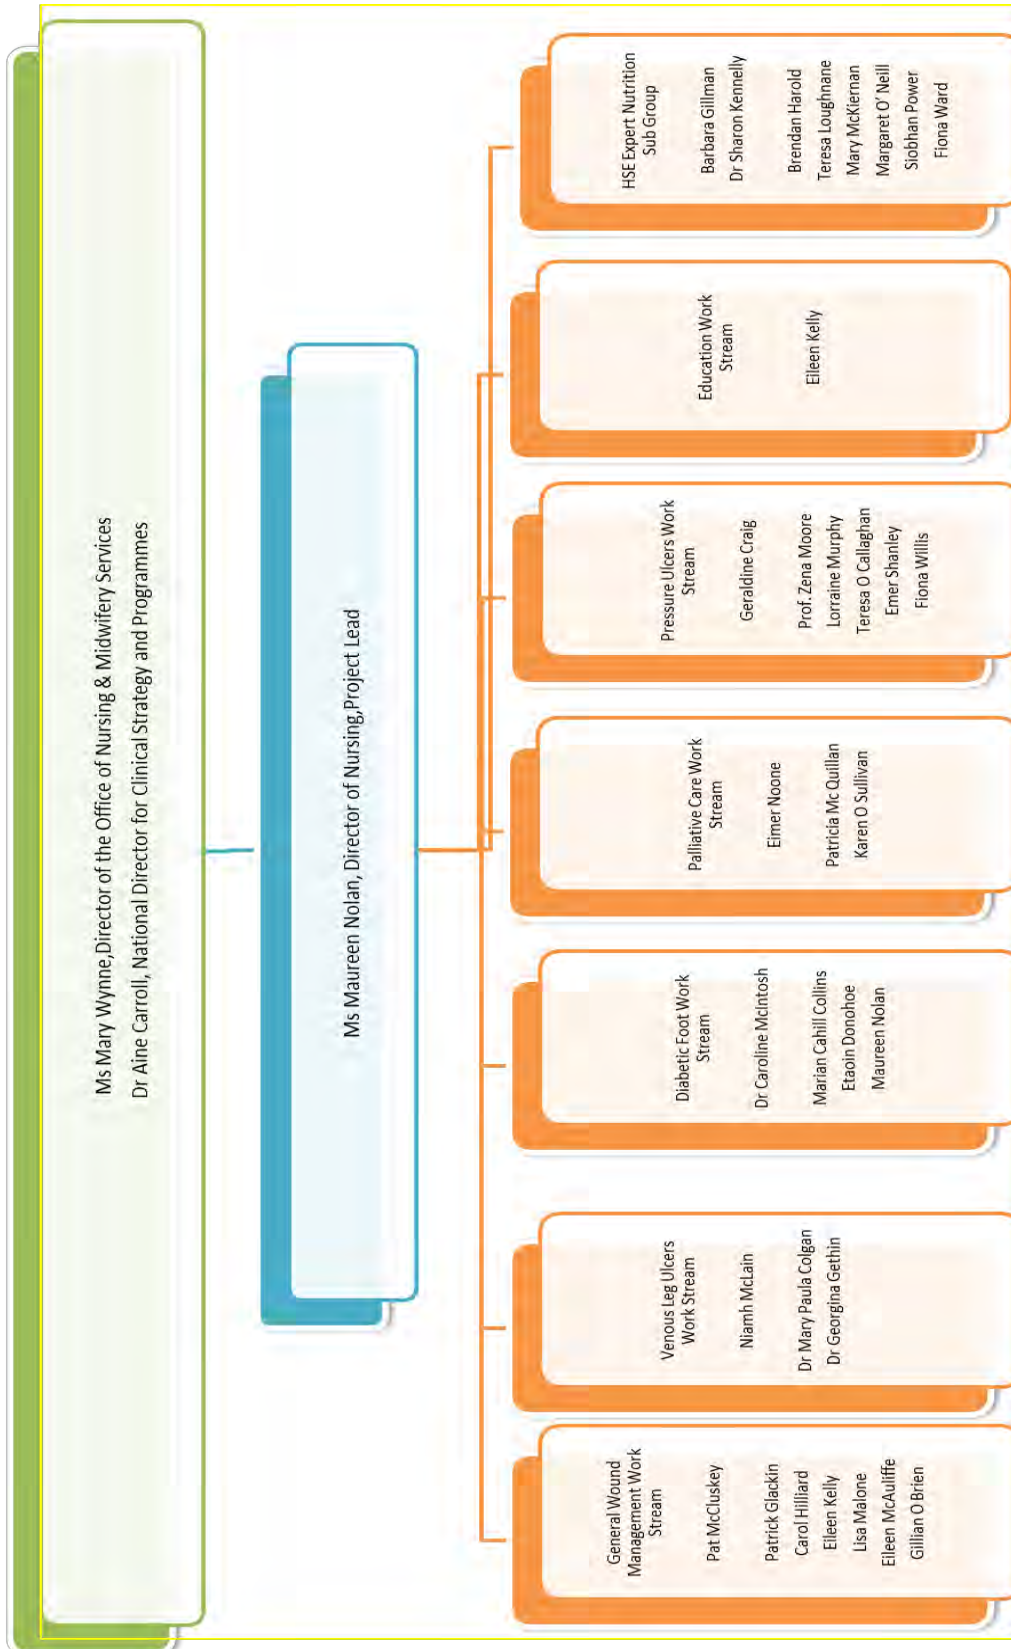 Ms Mary Wynne,Director of the Office of Nursing & Midwifery Services
Dr Aine Carroll, National Director for Clinical Strategy and Programmes
Ms Maureen Nolan, Director of Nursing,Project Lead
General Wound
Management Work
Stream
Pat McCluskey
Patrick Glackin
Carol Hilliard
Eileen Kelly
Lisa Malone
Eileen McAuliffe
Gillian O Brien
Venous Leg Ulcers
Work Stream
Niamh McLain
Dr Mary Paula Colgan
Dr Georgina Gethin
Diabetic Foot Work
Stream
Dr Caroline McIntosh
Marian Cahill Collins
Etaoin Donohoe
Maureen Nolan
Palliative Care Work
Stream
Eimer Noone
Patricia Mc Quillan
Karen O Sullivan
Pressure Ulcers Work
Stream
Geraldine Craig
Prof. Zena Moore
Lorraine Murphy
Teresa O Callaghan
Emer Shanley
Fiona Willis
Education Work
Stream
Eileen Kelly
HSE Expert Nutrition
Sub Group
Barbara Gillman
Dr Sharon Kennelly
Brendan Harold
Teresa Loughnane
Mary McKiernan
Margaret O' Neill
Siobhan Power
Fiona Ward